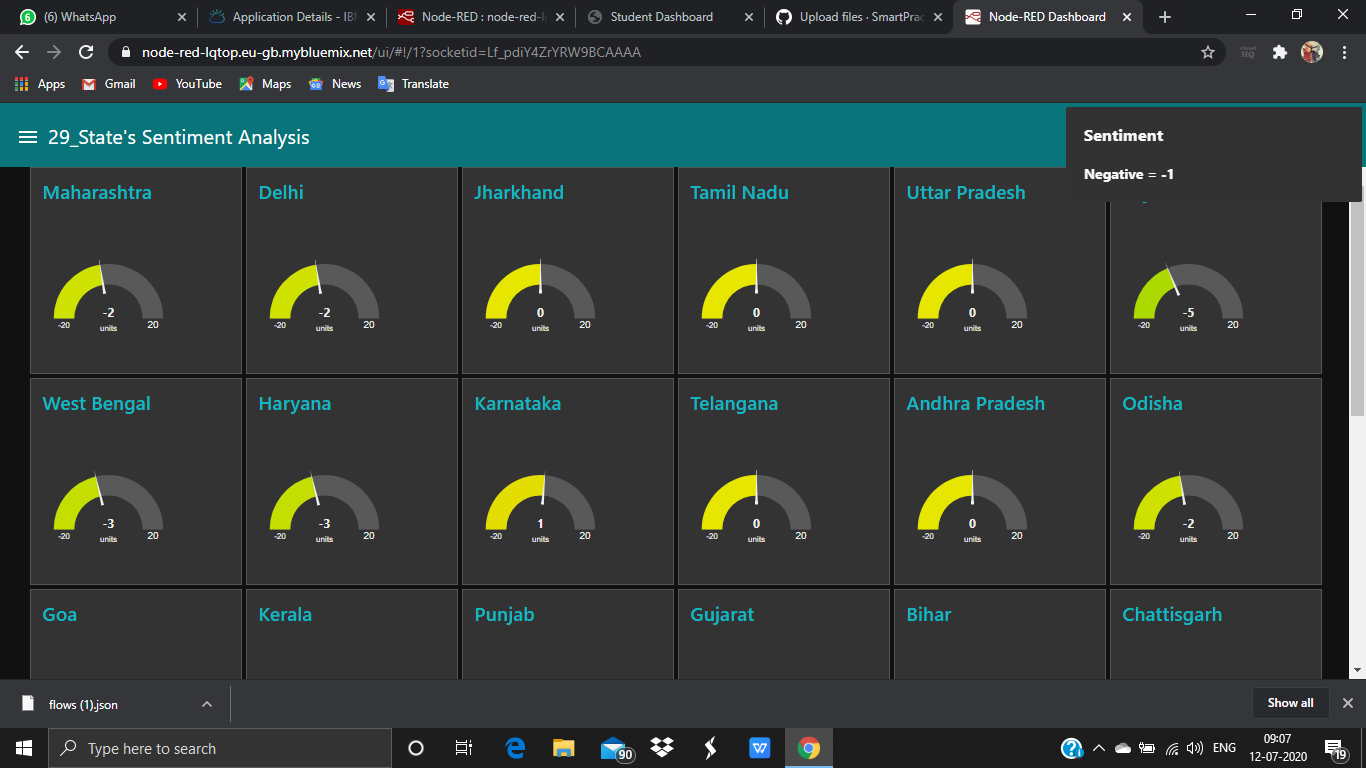 (6) WhatsApp
Application Details - IBM
Node-RED : node-red-l
Student Dashboard
Upload files · SmartPrac
Node-RED Dashboard
node-red-lqtop.eu-gb.mybluemix.net/ui/#!/1?socketid=Lf_pdiY4ZrYRW9BCAAAA
Apps
Gmail
YouTube
Maps
News
Translate
29_State's Sentiment Analysis
Sentiment
Negative = -1
Maharashtra
Delhi
Jharkhand
Tamil Nadu
Uttar Pradesh
-2
-20 units 20
-2
-20 units 20
0
-20 units 20
0
-20 units 20
0
-20 units 20
-5
-20 units 20
West Bengal
Haryana
Karnataka
Telangana
Andhra Pradesh
Odisha
-3
-20 units 20
-3
-20 units 20
1
-20 units 20
0
-20 units 20
0
-20 units 20
-2
-20 units 20
Goa
Kerala
Punjab
Gujarat
Bihar
Chattisgarh
flows (1).json
Show all
Type here to search
90
ENG
09:07
12-07-2020
19